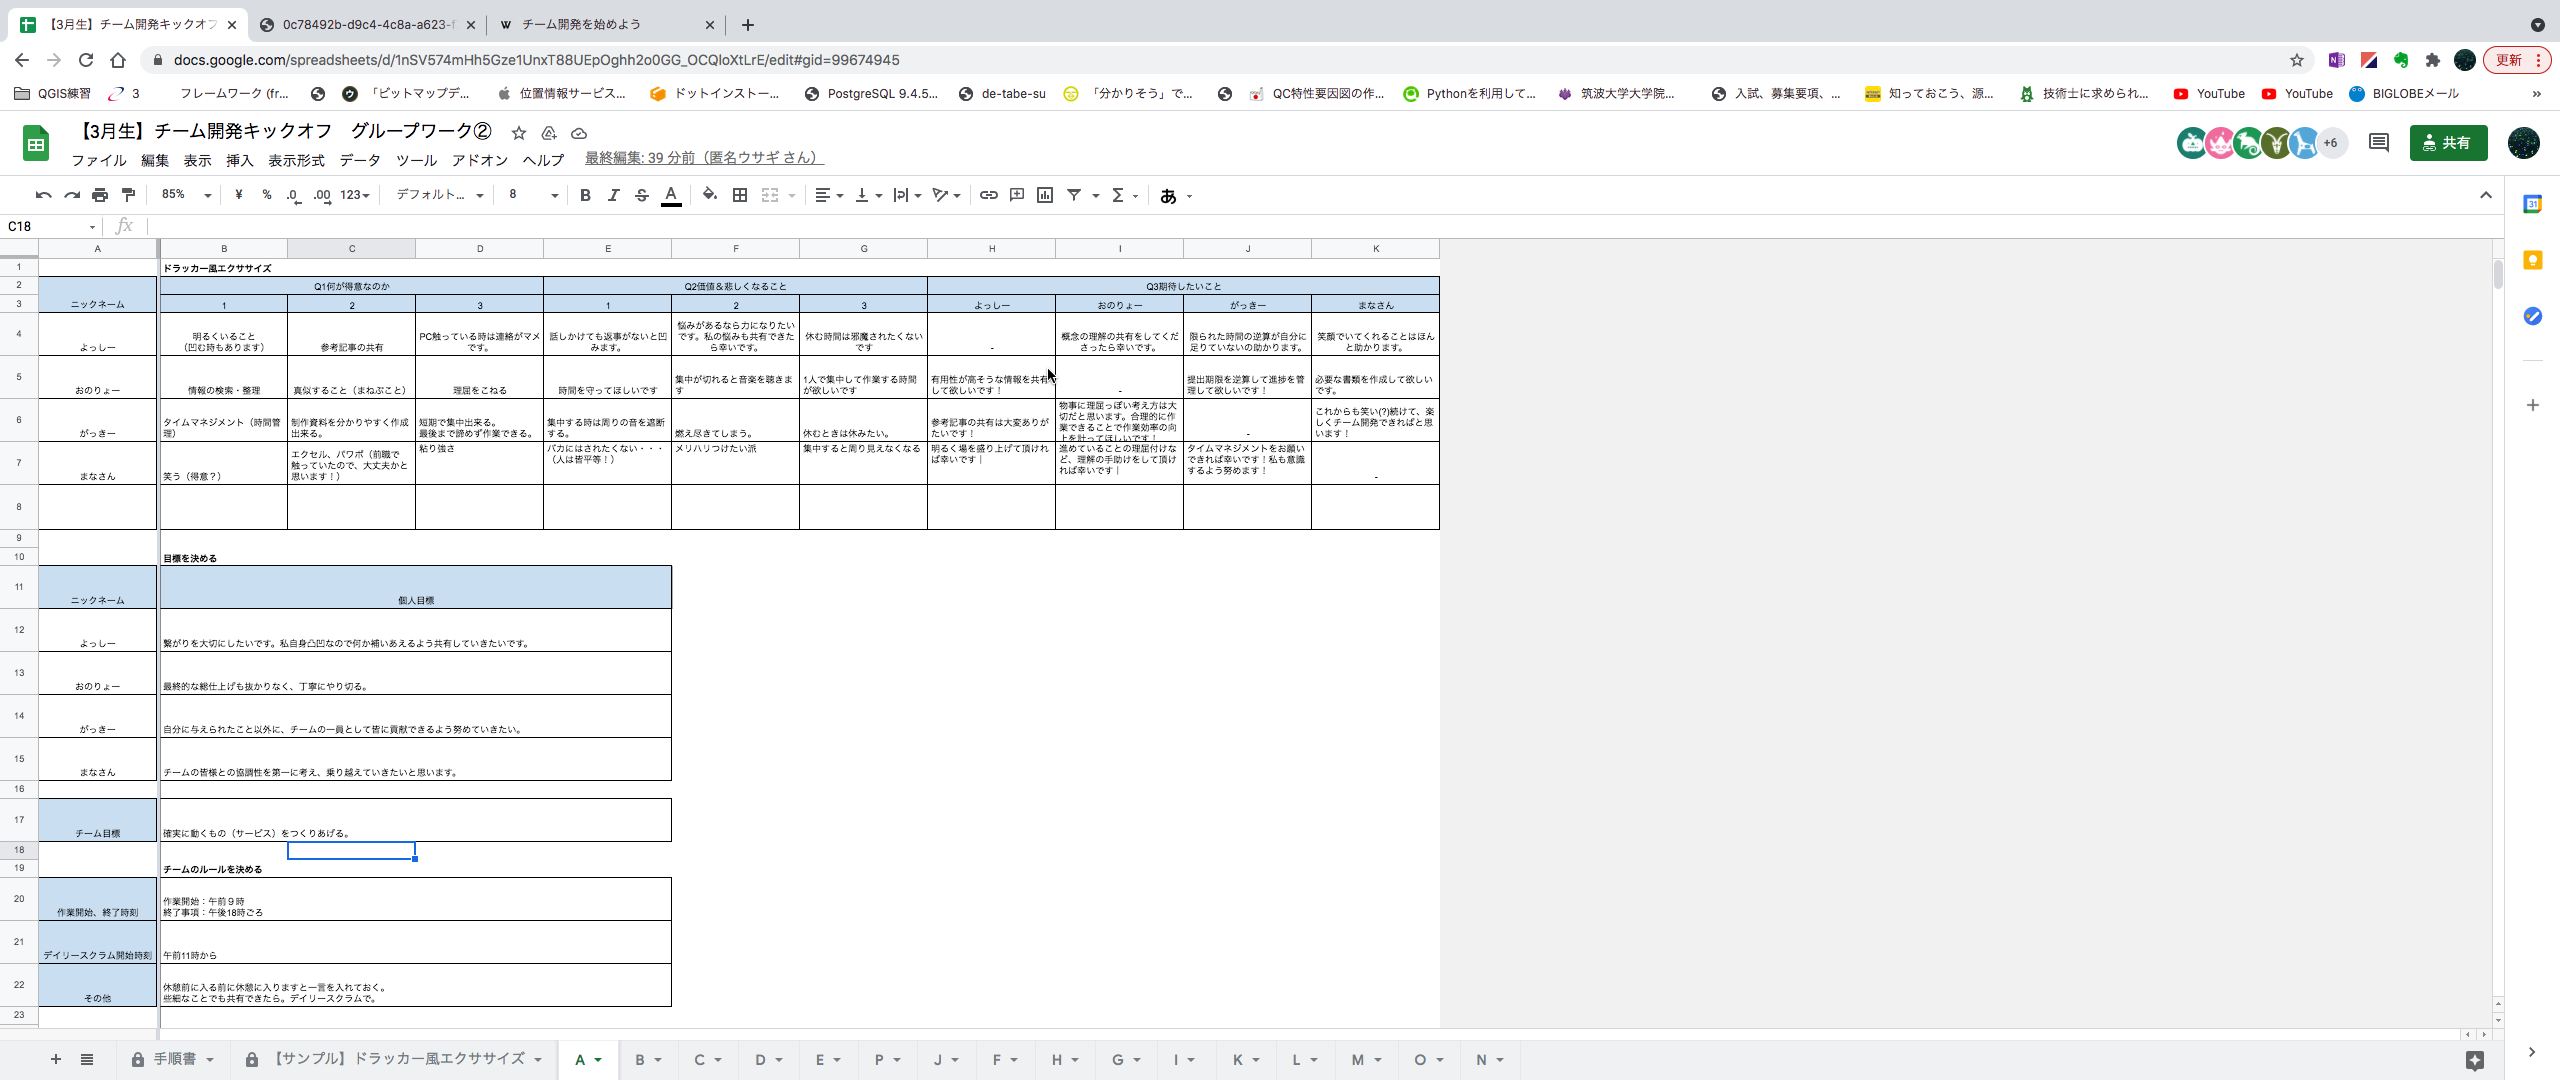 【3月生】チーム開発キックオフ
0c78492b-d9c4-4c8a-a623-f
チーム開発を始めよう
docs.google.com/spreadsheets/d/1nSV574mHh5Gze1UnxT88UEpOghh2o0GG_OCQloXtLrE/edit#gid=99674945
更新
QGIS練習 3 フレームワーク (fr... 「ビットマップデ... 位置情報サービス... ドットインストー... PostgreSQL 9.4.5... de-tabe-su 「分かりそう」で... QC特性要因図の作... Pythonを利用して... 筑波大学大学院... 入試、募集要項、... 知っておこう、源... 技術士に求められ... YouTube YouTube BIGLOBEメール »
【3月生】チーム開発キックオフ　グループワーク②
+6 共有
ファイル 編集 表示 挿入 表示形式 データ ツール アドオン ヘルプ 最終編集: 39 分前（匿名ウサギ さん）
85% ¥ % .0 .00 123 デフォルト... 8 B I S A あ
C18 fx
A B C D E F G H I J K
1 ドラッカー風エクササイズ
2 Q1何が得意なのか Q2価値＆悲しくなること Q3期待したいこと
3 ニックネーム 1 2 3 1 2 3 よっしー おのりょー がっきー まなさん
4 よっしー
明るくいること
（凹む時もあります）
参考記事の共有
PC触っている時は連絡がマメ
です。
話しかけても返事がないと凹
みます。
悩みがあるなら力になりたい
です。私の悩みも共有できた
ら幸いです。
休む時間は邪魔されたくない
です
-
概念の理解の共有をしてくだ
さったら幸いです。
限られた時間の逆算が自分に
足りていないの助かります。
笑顔でいてくれることはほん
と助かります。
5 おのりょー
情報の検索・整理
真似すること（まねぶこと）
理屈をこねる
時間を守ってほしいです
集中が切れると音楽を聴きま
す
1人で集中して作業する時間
が欲しいです
有用性が高そうな情報を共有
して欲しいです！
-
提出期限を逆算して進捗を管
理して欲しいです！
必要な書類を作成して欲しい
です。
6 がっきー
タイムマネジメント（時間管
理）
制作資料を分かりやすく作成
出来る。
短期で集中出来る。
最後まで諦めず作業できる。
集中する時は周りの音を遮断
する。
燃え尽きてしまう。
休むときは休みたい。
参考記事の共有は大変ありが
たいです！
物事に理屈っぽい考え方は大
切だと思います。合理的に作
業できることで作業効率の向
上を計ってほしいです！
-
これからも笑い(?)続けて、楽
しくチーム開発できればと思
います！
7 まなさん
笑う（得意？）
エクセル、パワポ（前職で
触っていたので、大丈夫かと
思います！）
粘り強さ
バカにはされたくない・・・
（人は皆平等！）
メリハリつけたい派
集中すると周り見えなくなる
明るく場を盛り上げて頂けれ
ば幸いです｜
進めていることの理屈付けな
ど、理解の手助けをして頂け
れば幸いです｜
タイムマネジメントをお願い
できれば幸いです！私も意識
するよう努めます！
-
8
9
10 目標を決める
11 ニックネーム 個人目標
12 よっしー 繋がりを大切にしたいです。私自身凸凹なので何か補いあえるよう共有していきたいです。
13 おのりょー 最終的な総仕上げも抜かりなく、丁寧にやり切る。
14 がっきー 自分に与えられたこと以外に、チームの一員として皆に貢献できるよう努めていきたい。
15 まなさん チームの皆様との協調性を第一に考え、乗り越えていきたいと思います。
16
17 チーム目標 確実に動くもの（サービス）をつくりあげる。
18
19 チームのルールを決める
20 作業開始、終了時刻
作業開始：午前９時
終了事項：午後18時ごろ
21 デイリースクラム開始時刻 午前11時から
22 その他
休憩前に入る前に休憩に入りますと一言を入れておく。
些細なことでも共有できたら。デイリースクラムで。
23
手順書 【サンプル】ドラッカー風エクササイズ A B C D E P J F H G I K L M O N